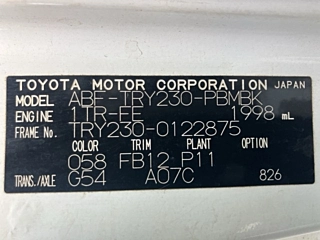 TOYOTA MOTOR CORPORATION JAPAN
MODEL ABF-TRY230-PBMBK
ENGINE 1TR-FE 1998 mL
FRAME No. TRY230-0122875
COLOR TRIM PLANT OPTION
058 FB12 P11
TRANS./AXLE G54 A07C 826